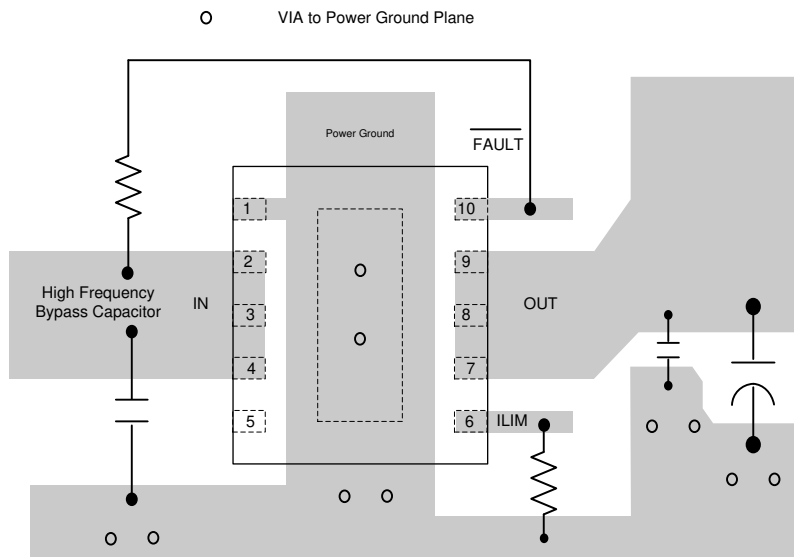 VIA to Power Ground Plane
Power Ground
FAULT
1
10
2
9
High Frequency
Bypass Capacitor
IN
3
8
OUT
4
7
5
6
ILIM